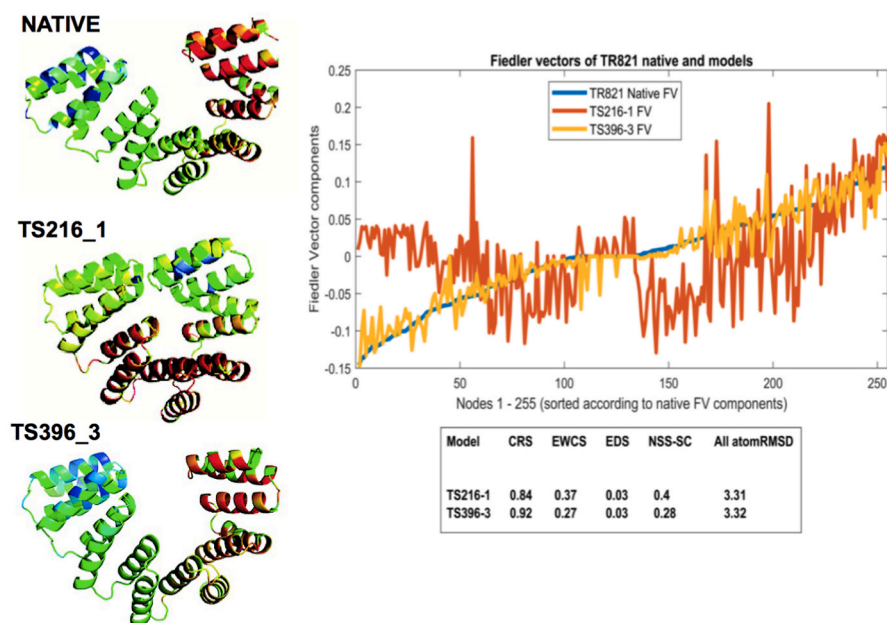 NATIVE
TS216_1
TS396_3
Fiedler vectors of TR821 native and models
TR821 Native FV
TS216-1 FV
TS396-3 FV
Fiedler Vector components
0.25
0.2
0.15
0.1
0.05
0
-0.05
-0.1
-0.15
0 50 100 150 200 250
Nodes 1 - 255 (sorted according to native FV components)
Model CRS EWCS EDS NSS-SC All atomRMSD
TS216-1 0.84 0.37 0.03 0.4 3.31
TS396-3 0.92 0.27 0.03 0.28 3.32